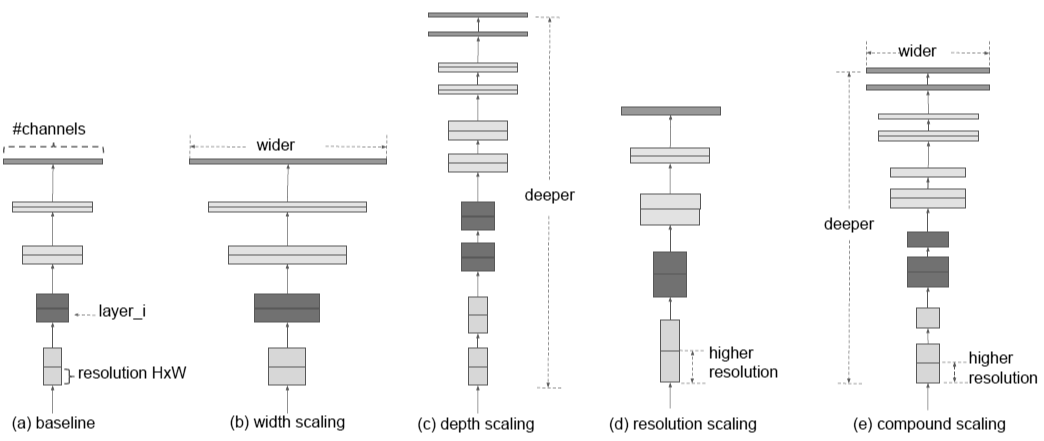 #channels
layer_i
resolution HxW
(a) baseline
wider
(b) width scaling
deeper
(c) depth scaling
higher
resolution
(d) resolution scaling
wider
deeper
higher
resolution
(e) compound scaling